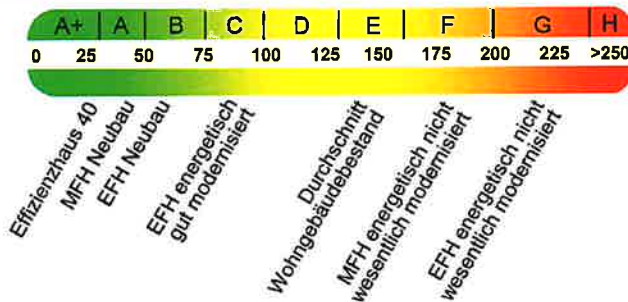 A+ A B C D E F G H
0 25 50 75 100 125 150 175 200 225 >250
Effizienzhaus 40
MFH Neubau
EFH Neubau
EFH energetisch
gut modernisiert
Durchschnitt
Wohngebäudebestand
MFH energetisch nicht
wesentlich modernisiert
EFH energetisch nicht
wesentlich modernisiert